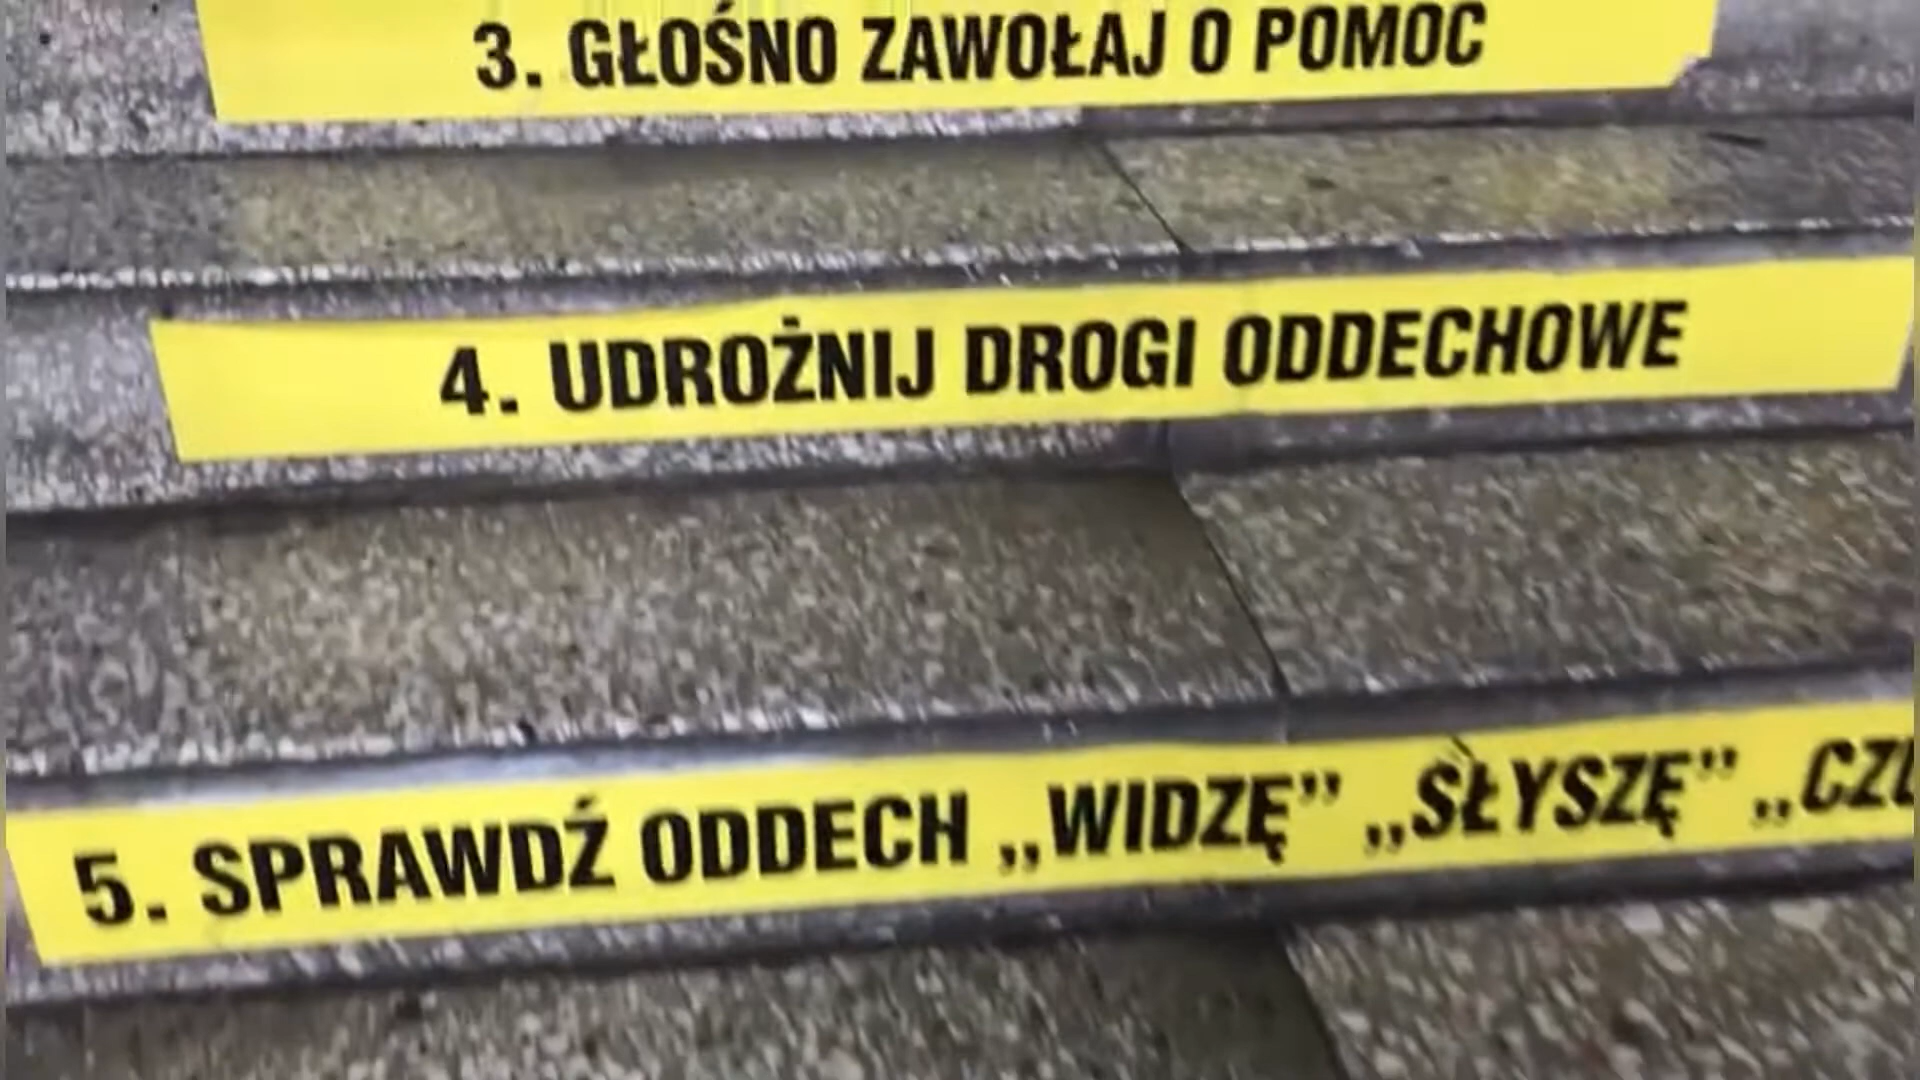 3. GŁOŚNO ZAWOŁAJ O POMOC
4. UDROŻNIJ DROGI ODDECHOWE
5. SPRAWDŹ ODDECH „WIDZĘ” „SŁYSZĘ”